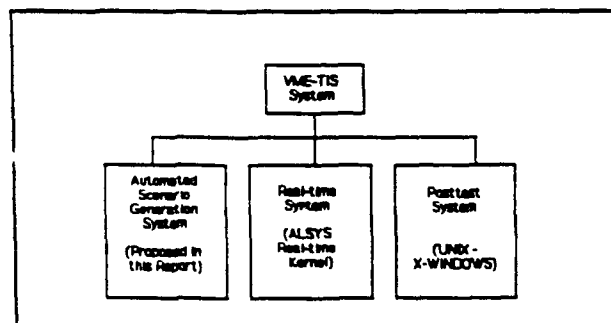 VME-TIS
System
Automated
Scenario
Generation
System
(Proposed in
this Report)
Real-time
System
(ALSYS
Real-time
Kernel)
Posttest
System
(UNIX -
X-WINDOWS)